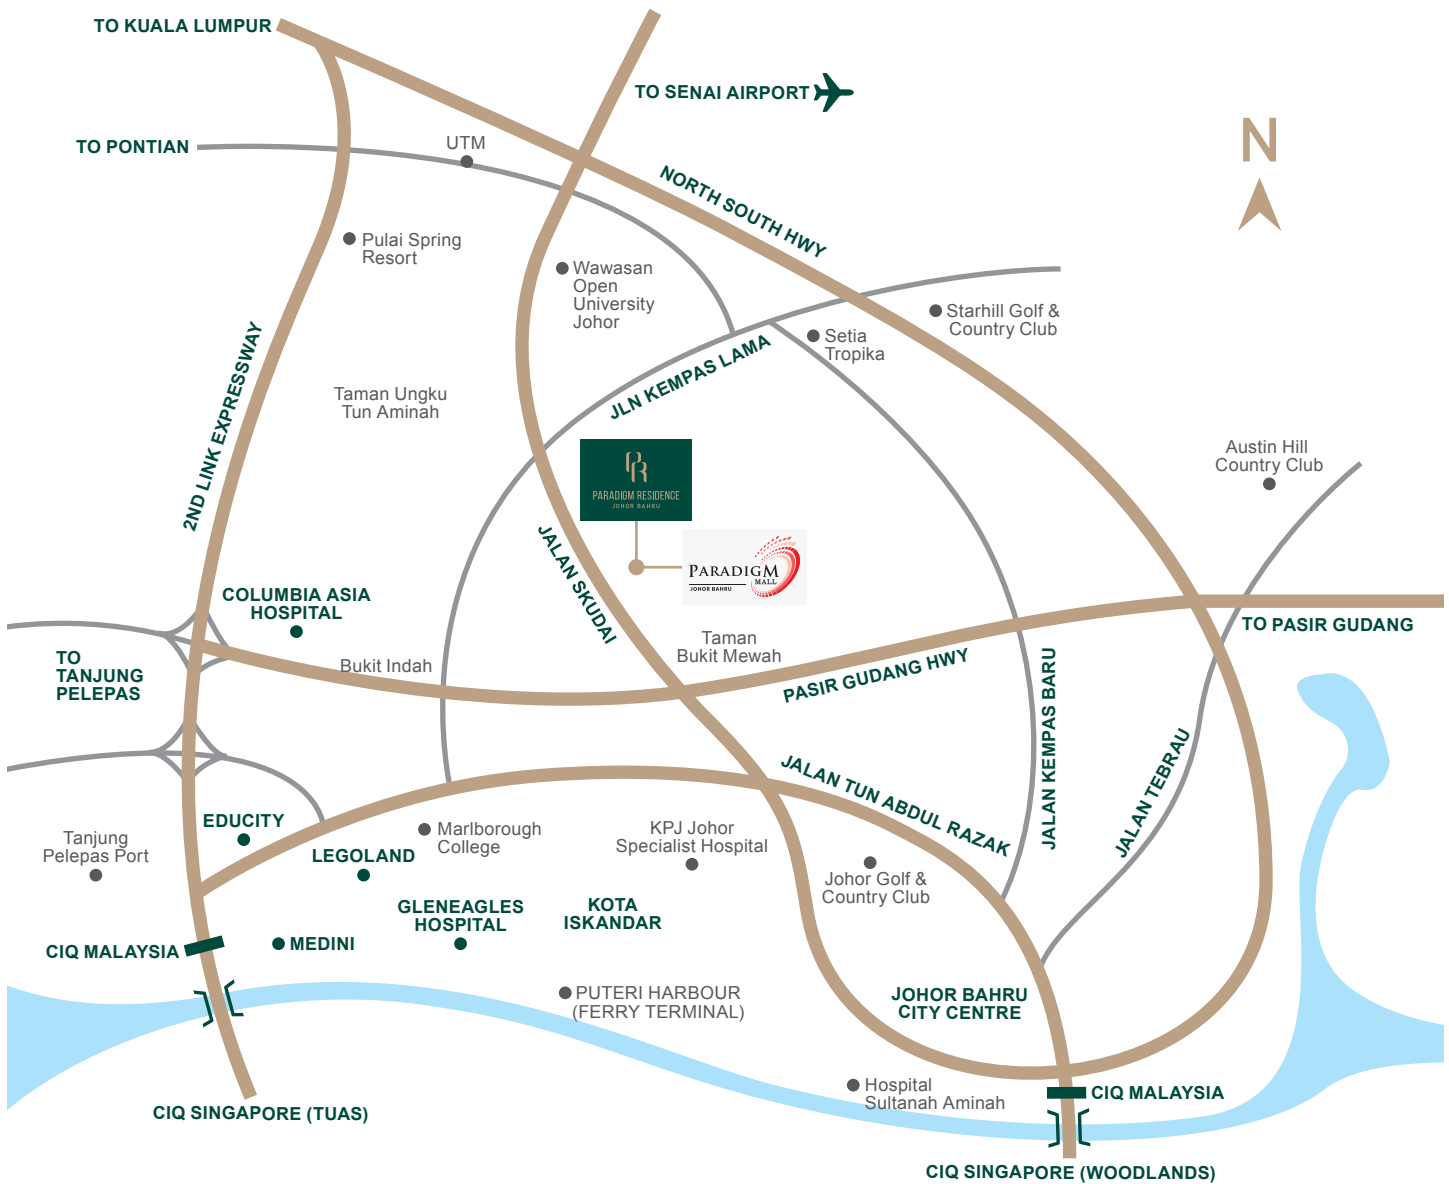 TO KUALA LUMPUR
TO SENAI AIRPORT
N
TO PONTIAN
UTM
NORTH SOUTH HWY
Pulai Spring
Resort
Wawasan
Open
University
Johor
Starhill Golf &
Country Club
Setia
Tropika
JLN KEMPAS LAMA
2ND LINK EXPRESSWAY
Taman Ungku
Tun Aminah
Austin Hill
Country Club
PR
PARADIGM RESIDENCE
JOHOR BAHRU
JALAN SKUDAI
PARADIGM
MALL
JOHOR BAHRU
COLUMBIA ASIA
HOSPITAL
TO PASIR GUDANG
TO
TANJUNG
PELEPAS
Bukit Indah
Taman
Bukit Mewah
PASIR GUDANG HWY
JALAN KEMPAS BARU
JALAN TEBRAU
JALAN TUN ABDUL RAZAK
EDUCITY
Tanjung
Pelepas Port
LEGOLAND
Marlborough
College
KPJ Johor
Specialist Hospital
Johor Golf &
Country Club
GLENEAGLES
HOSPITAL
KOTA
ISKANDAR
CIQ MALAYSIA
MEDINI
PUTERI HARBOUR
(FERRY TERMINAL)
JOHOR BAHRU
CITY CENTRE
Hospital
Sultanah Aminah
CIQ MALAYSIA
CIQ SINGAPORE (TUAS)
CIQ SINGAPORE (WOODLANDS)